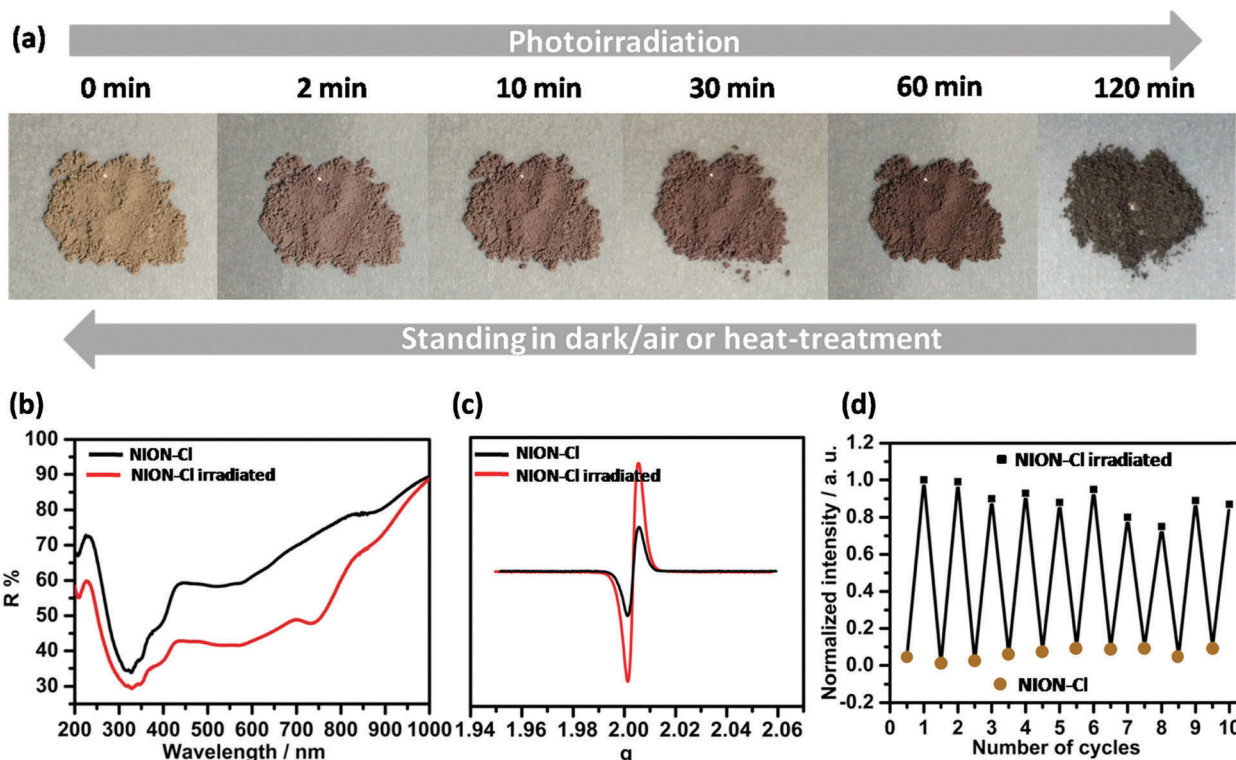 (a)
Photoirradiation
0 min 2 min 10 min 30 min 60 min 120 min
Standing in dark/air or heat-treatment
(b)
NION-Cl
NION-Cl irradiated
100
90
80
70
60
50
40
30
R %
200 300 400 500 600 700 800 900 1000
Wavelength / nm
(c)
NION-Cl
NION-Cl irradiated
1.94 1.96 1.98 2.00 2.02 2.04 2.06
g
(d)
NION-Cl irradiated
NION-Cl
1.2
1.0
0.8
0.6
0.4
0.2
0.0
-0.2
Normalized intensity / a. u.
0 1 2 3 4 5 6 7 8 9 10
Number of cycles